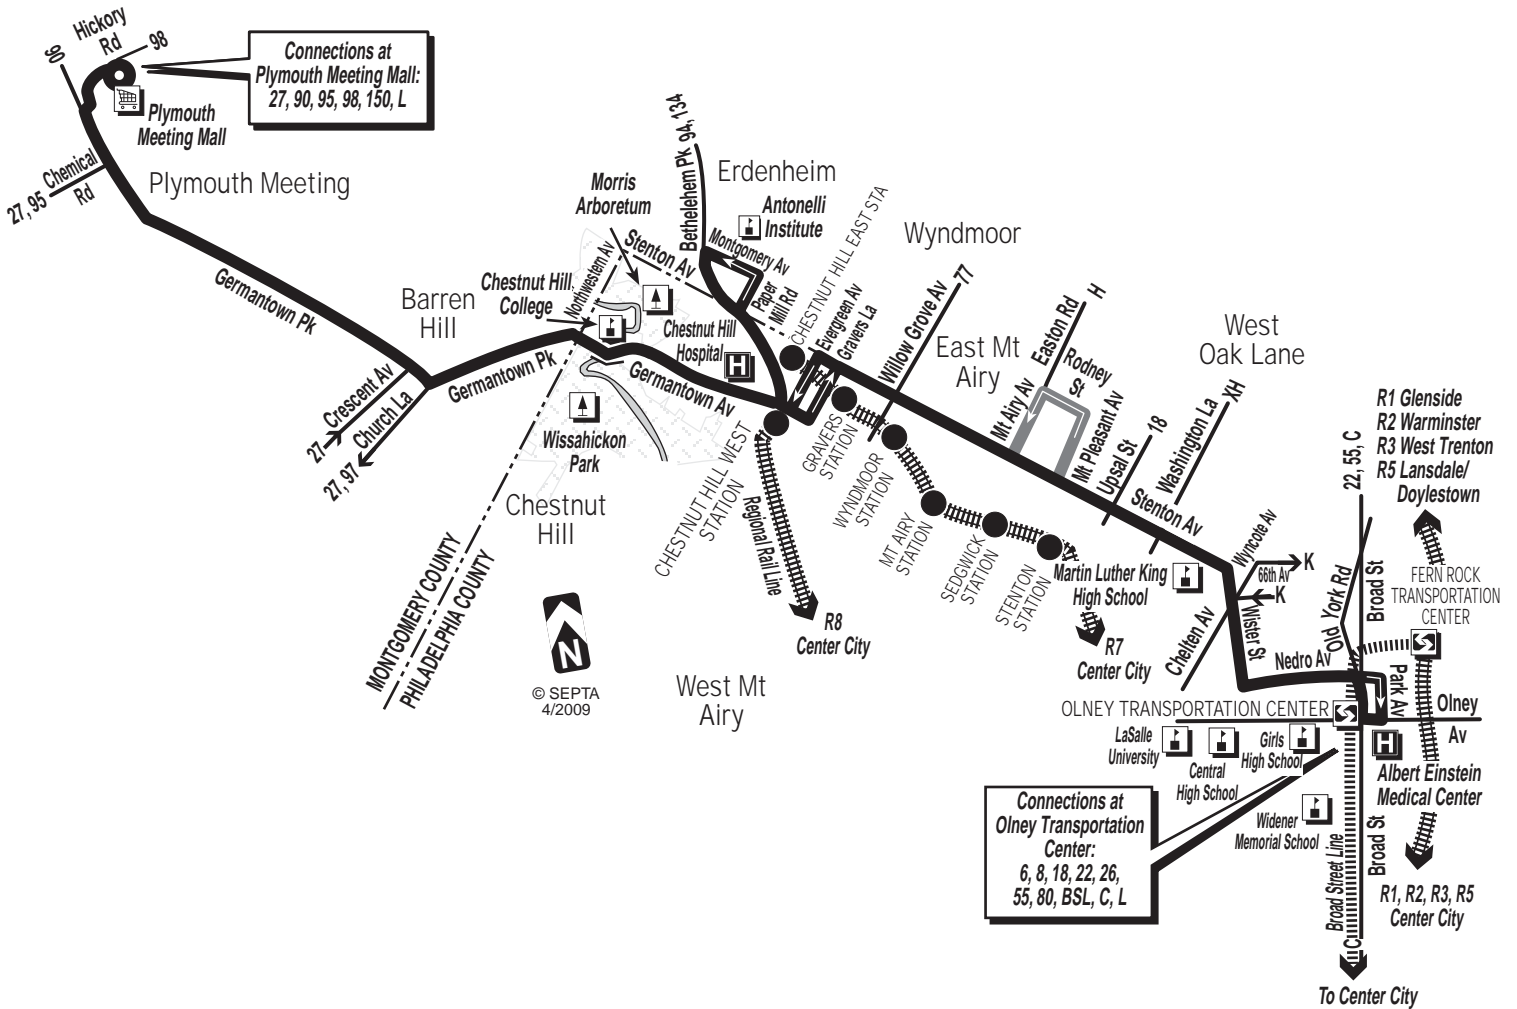 Hickory
Rd
90
98
Connections at
Plymouth Meeting Mall:
27, 90, 95, 98, 150, L
Plymouth
Meeting Mall
27, 95
Chemical
Rd
Plymouth Meeting
Germantown Pk
Barren
Hill
27
Crescent Av
Church La
27, 97
Germantown Pk
Chestnut Hill
College
Northwestern Av
Morris
Arboretum
Stenton Av
Bethelehem Pk
94,134
Erdenheim
Antonelli
Institute
Montgomery Av
Paper
Mill Rd
CHESTNUT HILL EAST STA
Evergreen Av
Gravers La
Chestnut Hill
Hospital
H
Germantown Av
Wissahickon
Park
Chestnut
Hill
MONTGOMERY COUNTY
PHILADELPHIA COUNTY
N
© SEPTA
4/2009
CHESTNUT HILL WEST
STATION
Regional Rail Line
R8
Center City
West Mt
Airy
Wyndmoor
Willow Grove Av
77
GRAVERS
STATION
WYNDMOOR
STATION
MT AIRY
STATION
SEDGWICK
STATION
STENTON
STATION
East Mt
Airy
Mt Airy Av
Easton Rd
H
Rodney
St
Mt Pleasant Av
Upsal St
18
West
Oak Lane
Washington La
XH
Stenton Av
Martin Luther King
High School
R7
Center City
Wyncote Av
66th Av
K
K
Chelten Av
Wister St
Nedro Av
Old York Rd
22, 55, C
Broad St
R1 Glenside
R2 Warminster
R3 West Trenton
R5 Lansdale/
Doylestown
FERN ROCK
TRANSPORTATION
CENTER
Park Av
OLNEY TRANSPORTATION CENTER
Olney
Av
LaSalle
University
Central
High School
Girls
High School
H
Albert Einstein
Medical Center
Widener
Memorial School
Connections at
Olney Transportation
Center:
6, 8, 18, 22, 26,
55, 80, BSL, C, L
Broad Street Line
Broad St
R1, R2, R3, R5
Center City
C
To Center City